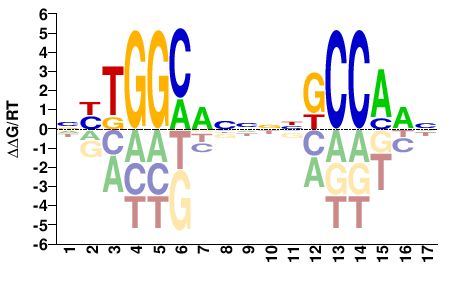 6
5
4
3
2
1
0
-1
-2
-3
-4
-5
-6
ΔΔG/RT
C T T G G C A A C C T G T C C A C A C
G C A A T C C A A G T C
A C C G A G G T
T T T T
1 2 3 4 5 6 7 8 9 10 11 12 13 14 15 16 17